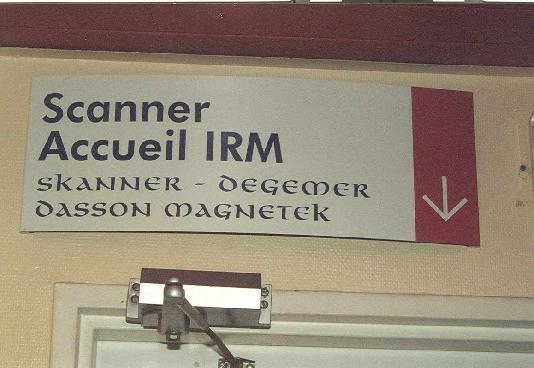 Scanner
Accueil IRM
SKANNER - DEGEMER
DASSON MAGNETEK